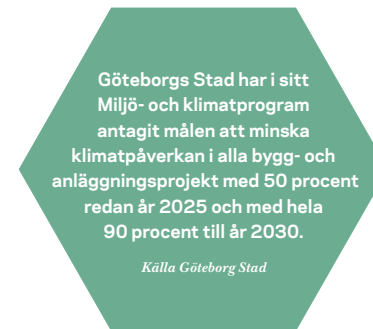 Göteborgs Stad har i sitt
Miljö- och klimatprogram
antagit målen att minska
klimatpåverkan i alla bygg- och
anläggningsprojekt med 50 procent
redan år 2025 och med hela
90 procent till år 2030.
Källa Göteborg Stad